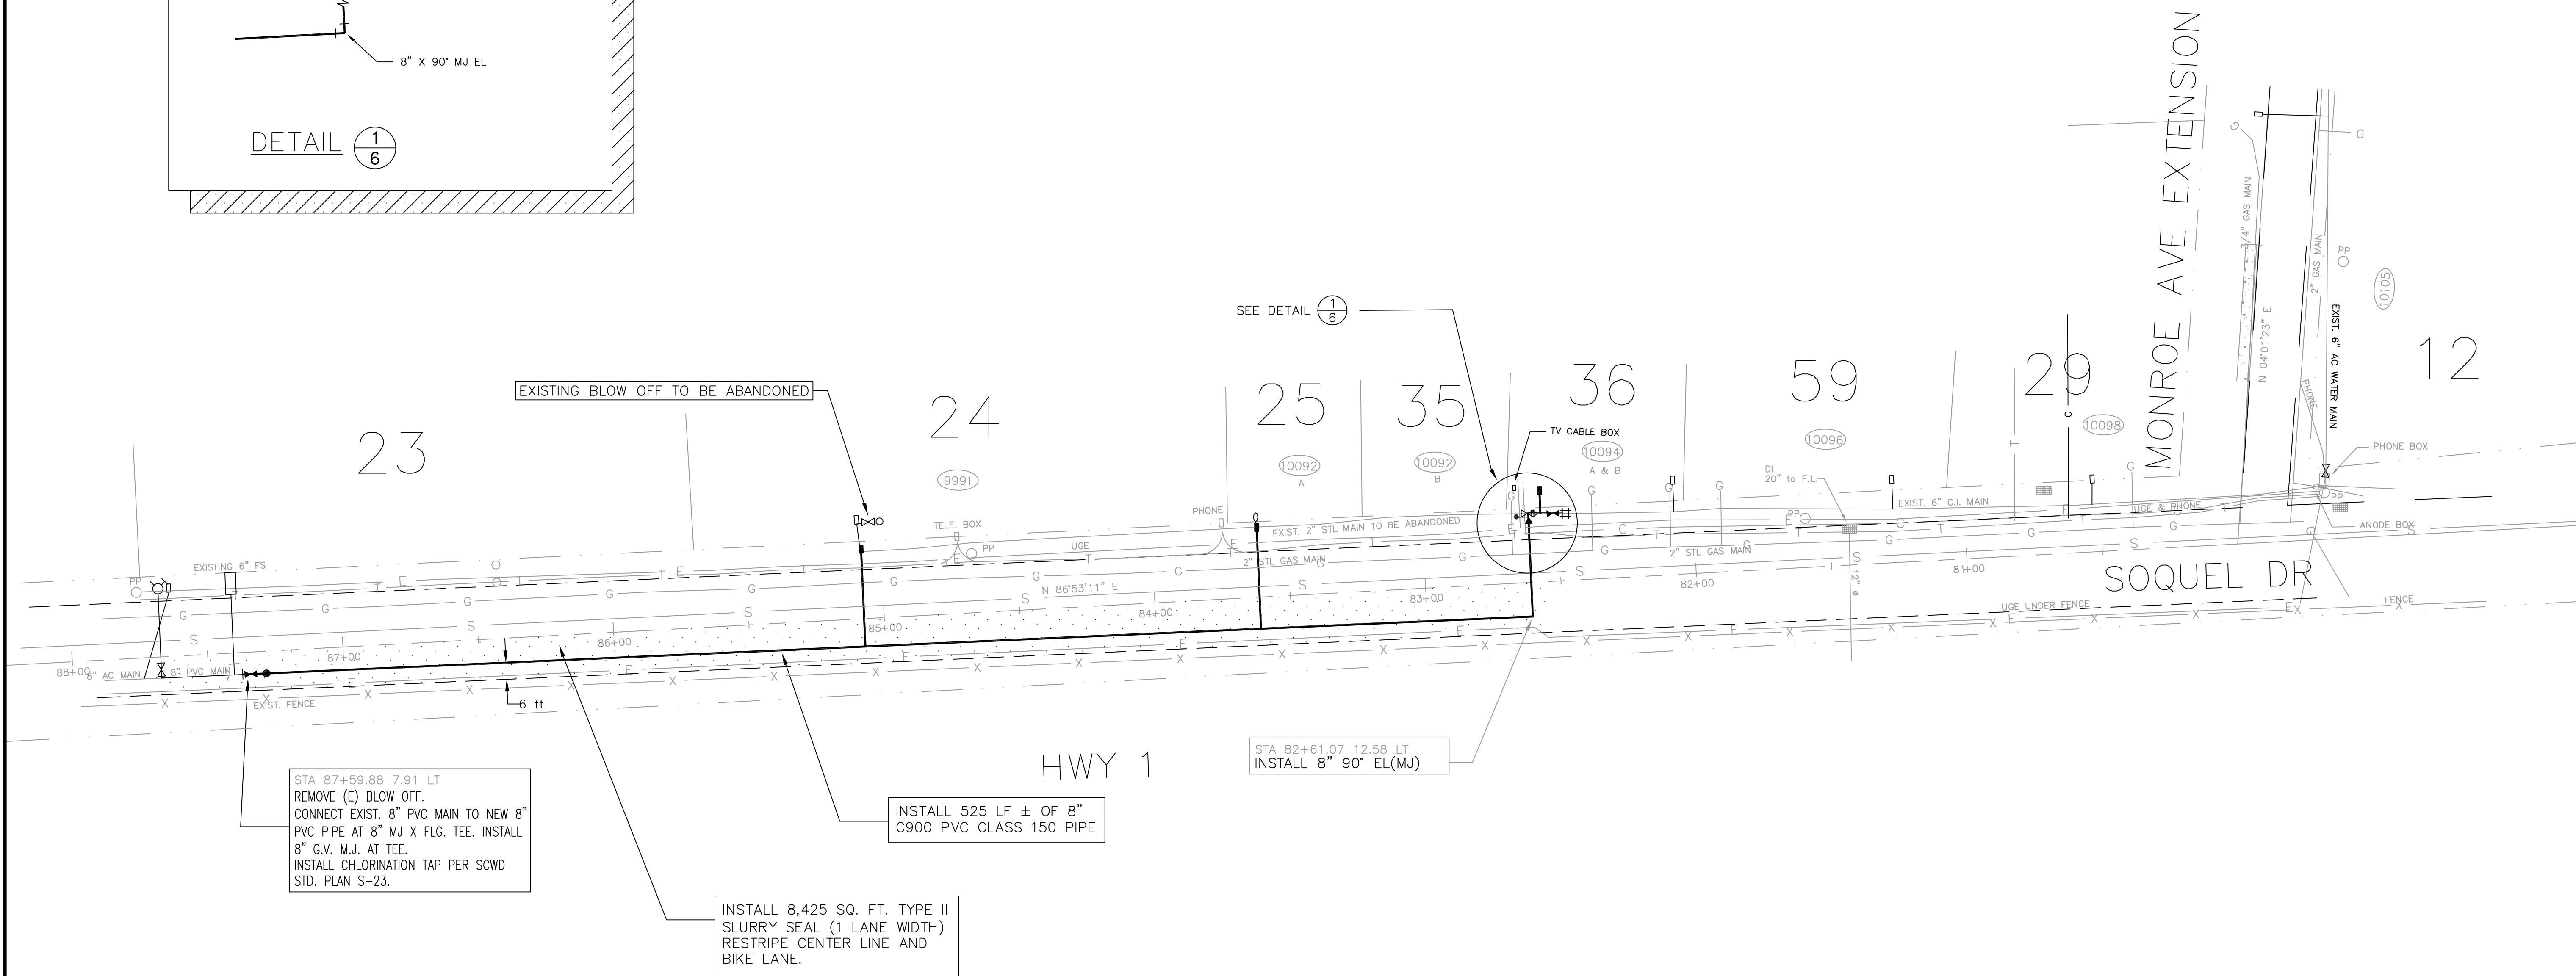 8" X 90° MJ EL
DETAIL 1
6
MONROE AVE EXTENSION
G
G
2" GAS MAIN
PP
10105
N 04°01'23" E
EXIST. 6" AC WATER MAIN
PHONE
SEE DETAIL 1
6
EXISTING BLOW OFF TO BE ABANDONED
23
24
25
35
36
59
29
12
TV CABLE BOX
9991
10092
A
10092
B
10094
A & B
10096
10098
C
T
DI
20" to F.L.
PHONE BOX
PHONE
TELE. BOX
PP
UGE
EXIST. 2" STL MAIN TO BE ABANDONED
EXIST. 6" C.I. MAIN
UGE & PHONE
PP
PP
ANODE BOX
EXISTING 6" FS
PP
2" STL GAS MAIN
2" STL GAS MAIN
N 86°53'11" E
12" ø
88+00
87+00
86+00
85+00
84+00
83+00
82+00
81+00
SOQUEL DR
UGE UNDER FENCE
FENCE
8" AC MAIN
8" PVC MAIN
EXIST. FENCE
6 ft
HWY 1
STA 82+61.07 12.58 LT
INSTALL 8" 90° EL(MJ)
STA 87+59.88 7.91 LT
REMOVE (E) BLOW OFF.
CONNECT EXIST. 8" PVC MAIN TO NEW 8"
PVC PIPE AT 8" MJ X FLG. TEE. INSTALL
8" G.V. M.J. AT TEE.
INSTALL CHLORINATION TAP PER SCWD
STD. PLAN S-23.
INSTALL 525 LF ± OF 8"
C900 PVC CLASS 150 PIPE
INSTALL 8,425 SQ. FT. TYPE II
SLURRY SEAL (1 LANE WIDTH)
RESTRIPE CENTER LINE AND
BIKE LANE.